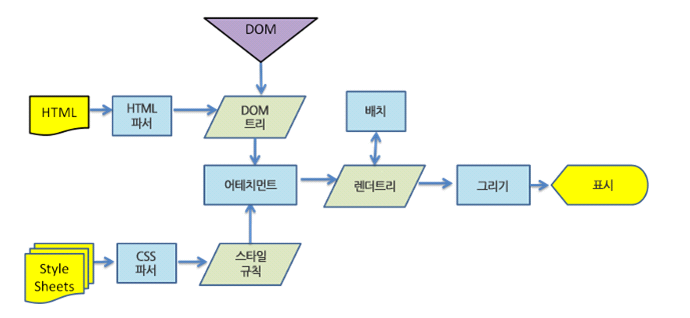 DOM
HTML
HTML
파서
DOM
트리
배치
어테치먼트
렌더트리
그리기
표시
Style
Sheets
CSS
파서
스타일
규칙